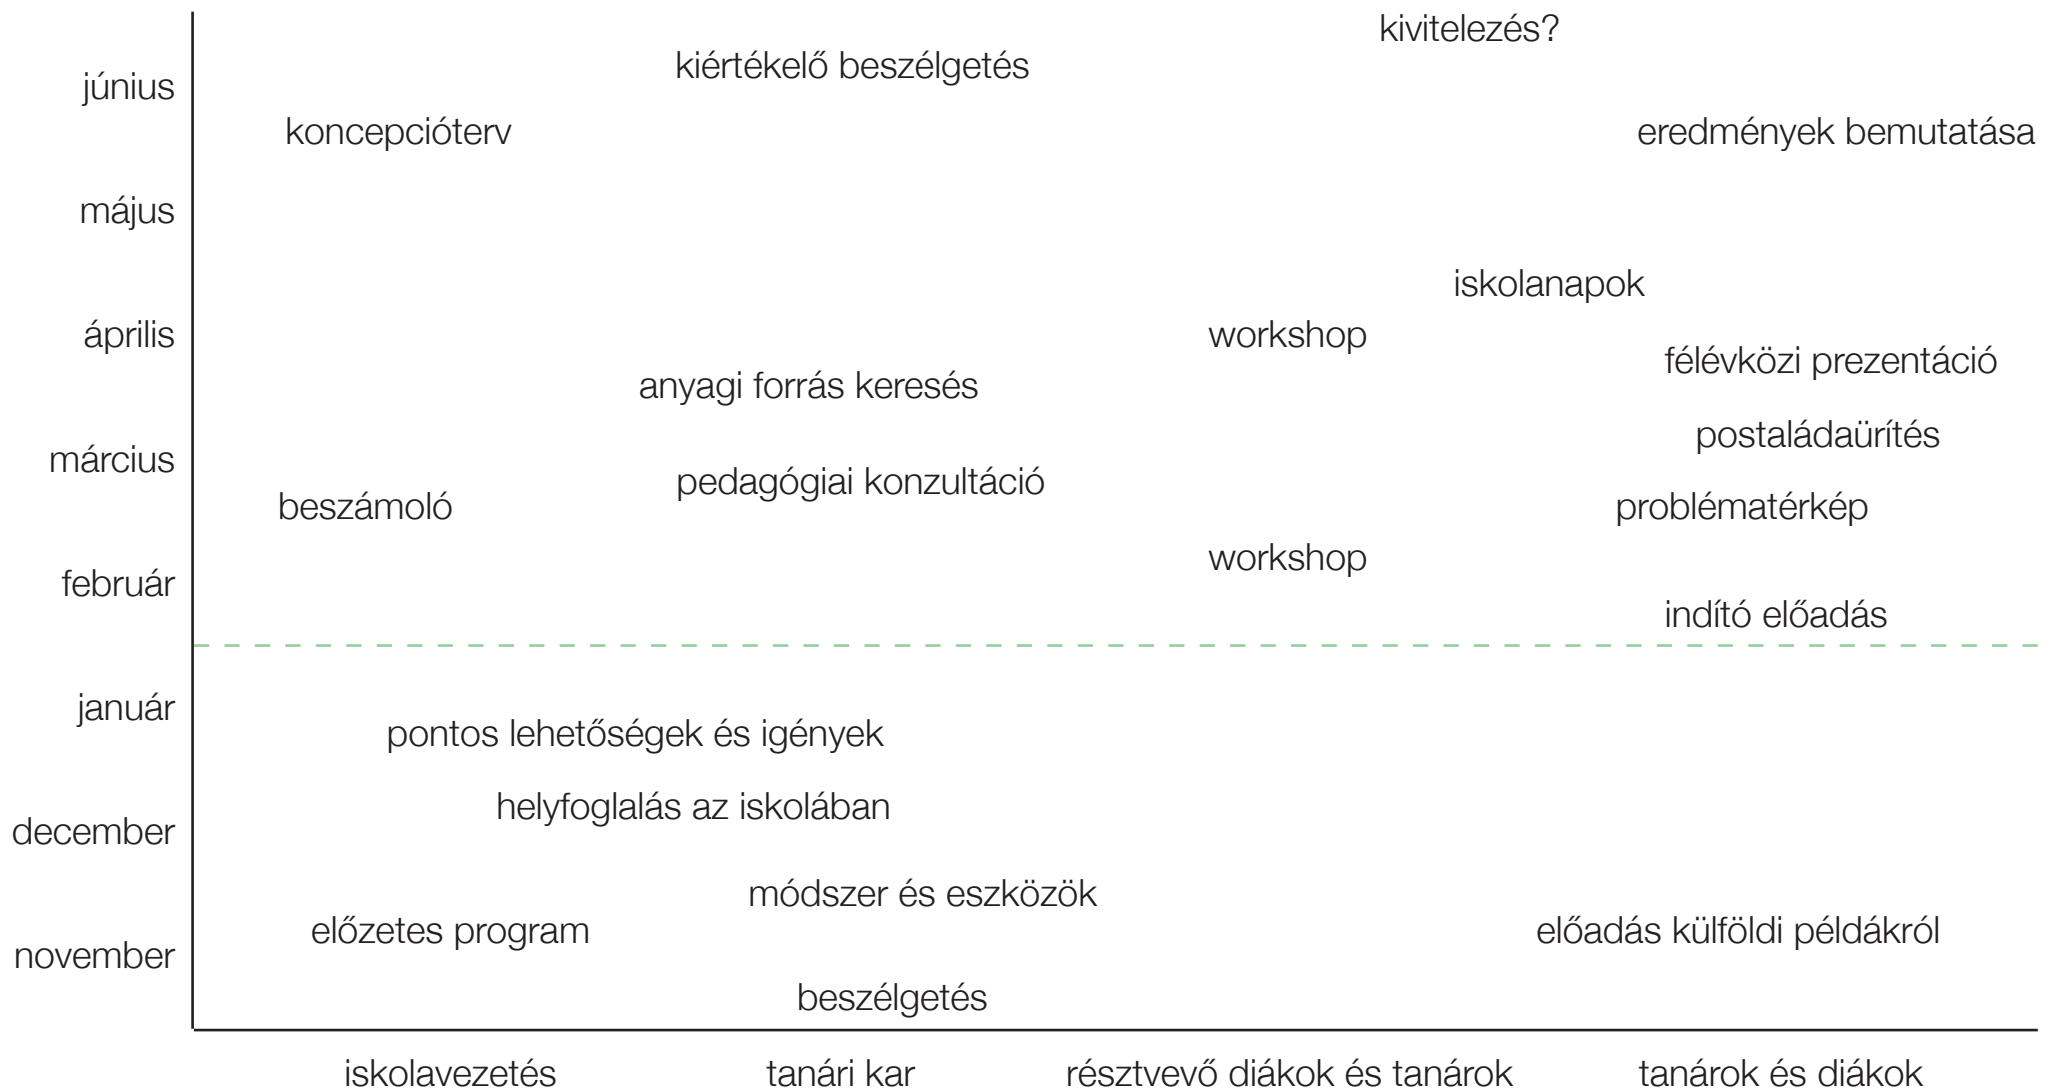 kivitelezés?
kiértékelő beszélgetés
június
koncepcióterv
eredmények bemutatása
május
iskolanapok
április
workshop
félévközi prezentáció
anyagi forrás keresés
postaládaürítés
március
pedagógiai konzultáció
beszámoló
problématérkép
workshop
február
indító előadás
január
pontos lehetőségek és igények
helyfoglalás az iskolában
december
módszer és eszközök
előzetes program
előadás külföldi példákról
november
beszélgetés
iskolavezetés
tanári kar
résztvevő diákok és tanárok
tanárok és diákok